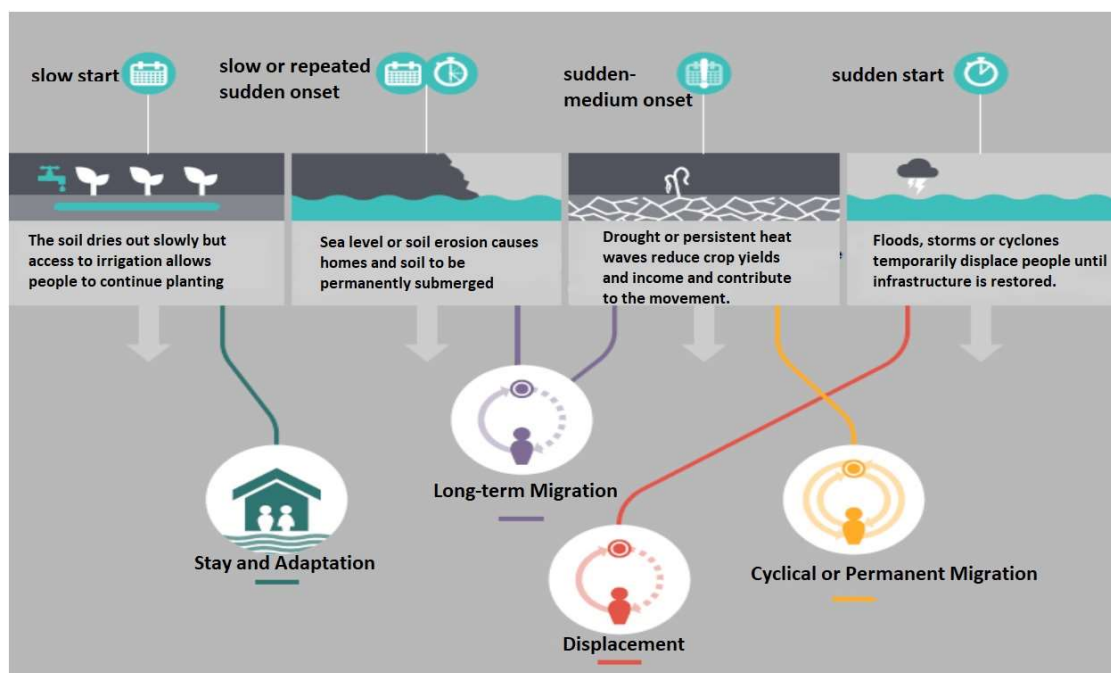 slow start
slow or repeated
sudden onset
sudden-
medium onset
sudden start
The soil dries out slowly but
access to irrigation allows
people to continue planting
Sea level or soil erosion causes
homes and soil to be
permanently submerged
Drought or persistent heat
waves reduce crop yields
and income and contribute
to the movement.
Floods, storms or cyclones
temporarily displace people until
infrastructure is restored.
Long-term Migration
Stay and Adaptation
Cyclical or Permanent Migration
Displacement